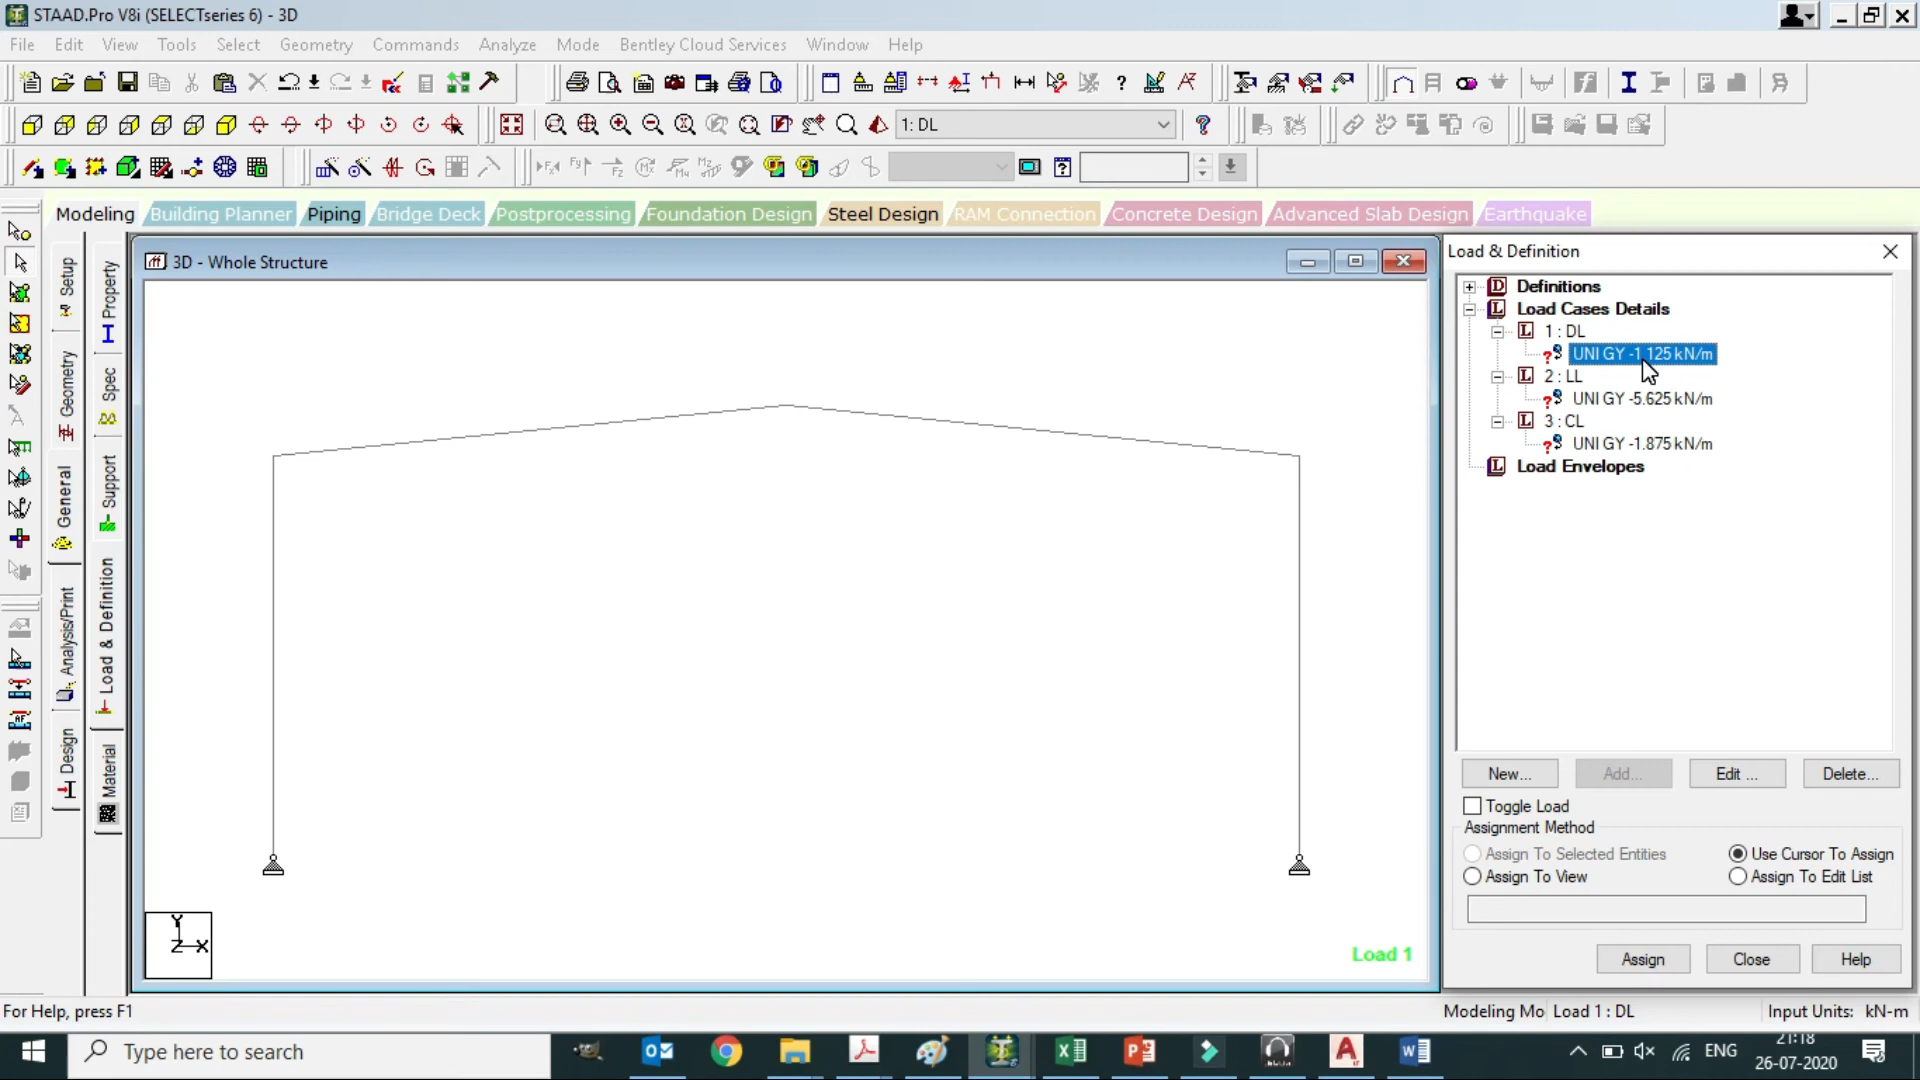 STAAD.Pro V8i (SELECTseries 6) - 3D
File Edit View Tools Select Geometry Commands Analyze Mode Bentley Cloud Services Window Help
1: DL
Modeling Building Planner Piping Bridge Deck Postprocessing Foundation Design Steel Design RAM Connection Concrete Design Advanced Slab Design Earthquake
Setup
Geometry
General
Analysis/Print
Design
Property
Spec
Support
Load & Definition
Material
3D - Whole Structure
Y
Z X
Load 1
Load & Definition
Definitions
Load Cases Details
1 : DL
UNI GY -1.125 kN/m
2 : LL
UNI GY -5.625 kN/m
3 : CL
UNI GY -1.875 kN/m
Load Envelopes
New... Add... Edit ... Delete...
Toggle Load
Assignment Method
Assign To Selected Entities Use Cursor To Assign
Assign To View Assign To Edit List
Assign Close Help
For Help, press F1 Modeling Mo Load 1 : DL Input Units: kN-m
Type here to search
ENG
21:18
26-07-2020